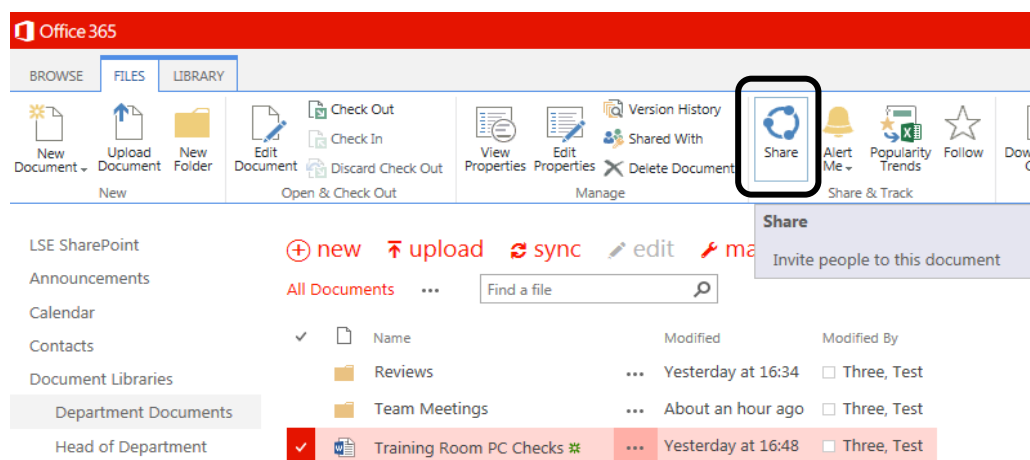 Office 365
BROWSE FILES LIBRARY
New Document
Upload Document
New Folder
New
Edit Document
Check Out
Check In
Discard Check Out
Open & Check Out
View Properties
Edit Properties
Version History
Shared With
Delete Document
Manage
Share
Alert Me
Popularity Trends
Follow
Share & Track
Share
Invite people to this document
LSE SharePoint
Announcements
Calendar
Contacts
Document Libraries
Department Documents
Head of Department
new upload sync edit
All Documents ... Find a file
Name Modified Modified By
Reviews ... Yesterday at 16:34 Three, Test
Team Meetings ... About an hour ago Three, Test
Training Room PC Checks ... Yesterday at 16:48 Three, Test